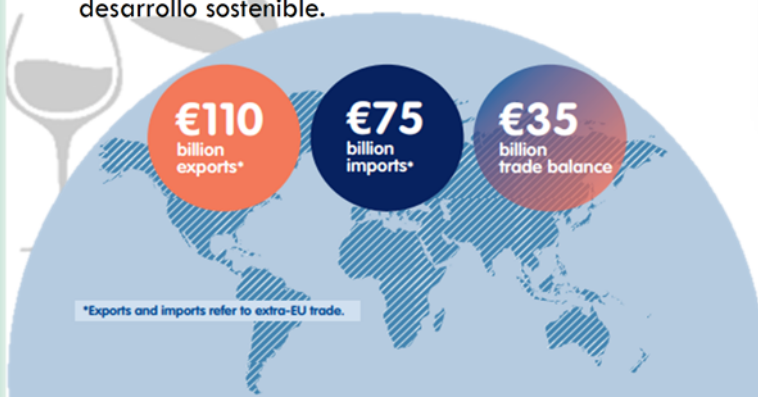 desarrollo sostenible.
€110
billion
exports*
€75
billion
imports*
€35
billion
trade balance
*Exports and imports refer to extra-EU trade.